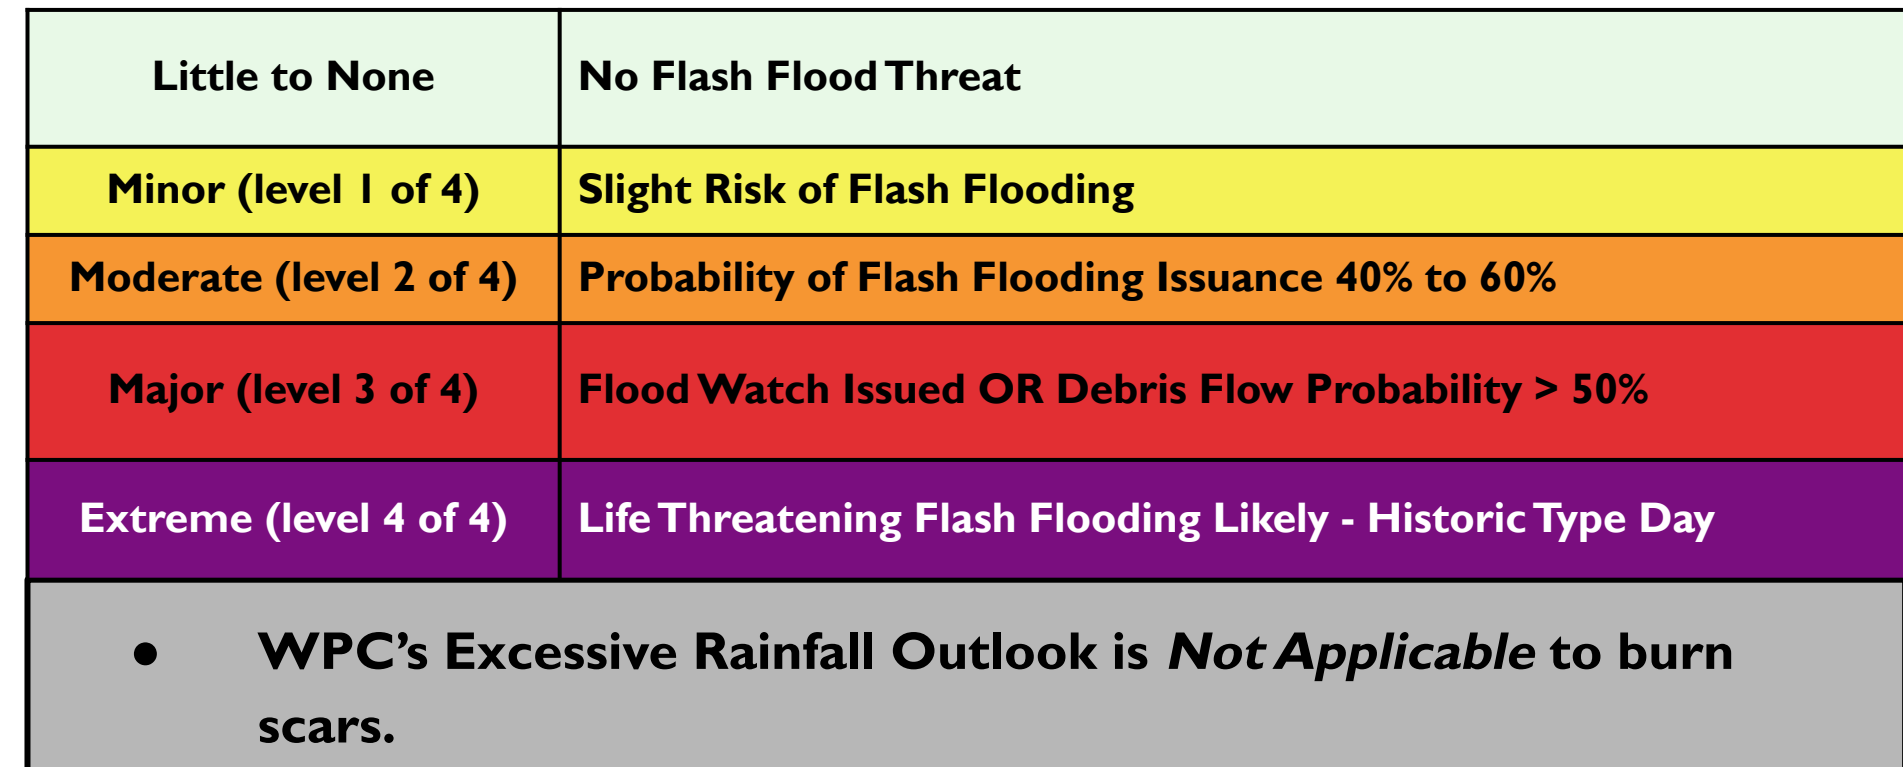 Little to None
No Flash Flood Threat
Minor (level 1 of 4)
Slight Risk of Flash Flooding
Moderate (level 2 of 4)
Probability of Flash Flooding Issuance 40% to 60%
Major (level 3 of 4)
Flood Watch Issued OR Debris Flow Probability > 50%
Extreme (level 4 of 4)
Life Threatening Flash Flooding Likely - Historic Type Day
● WPC’s Excessive Rainfall Outlook is Not Applicable to burn
scars.